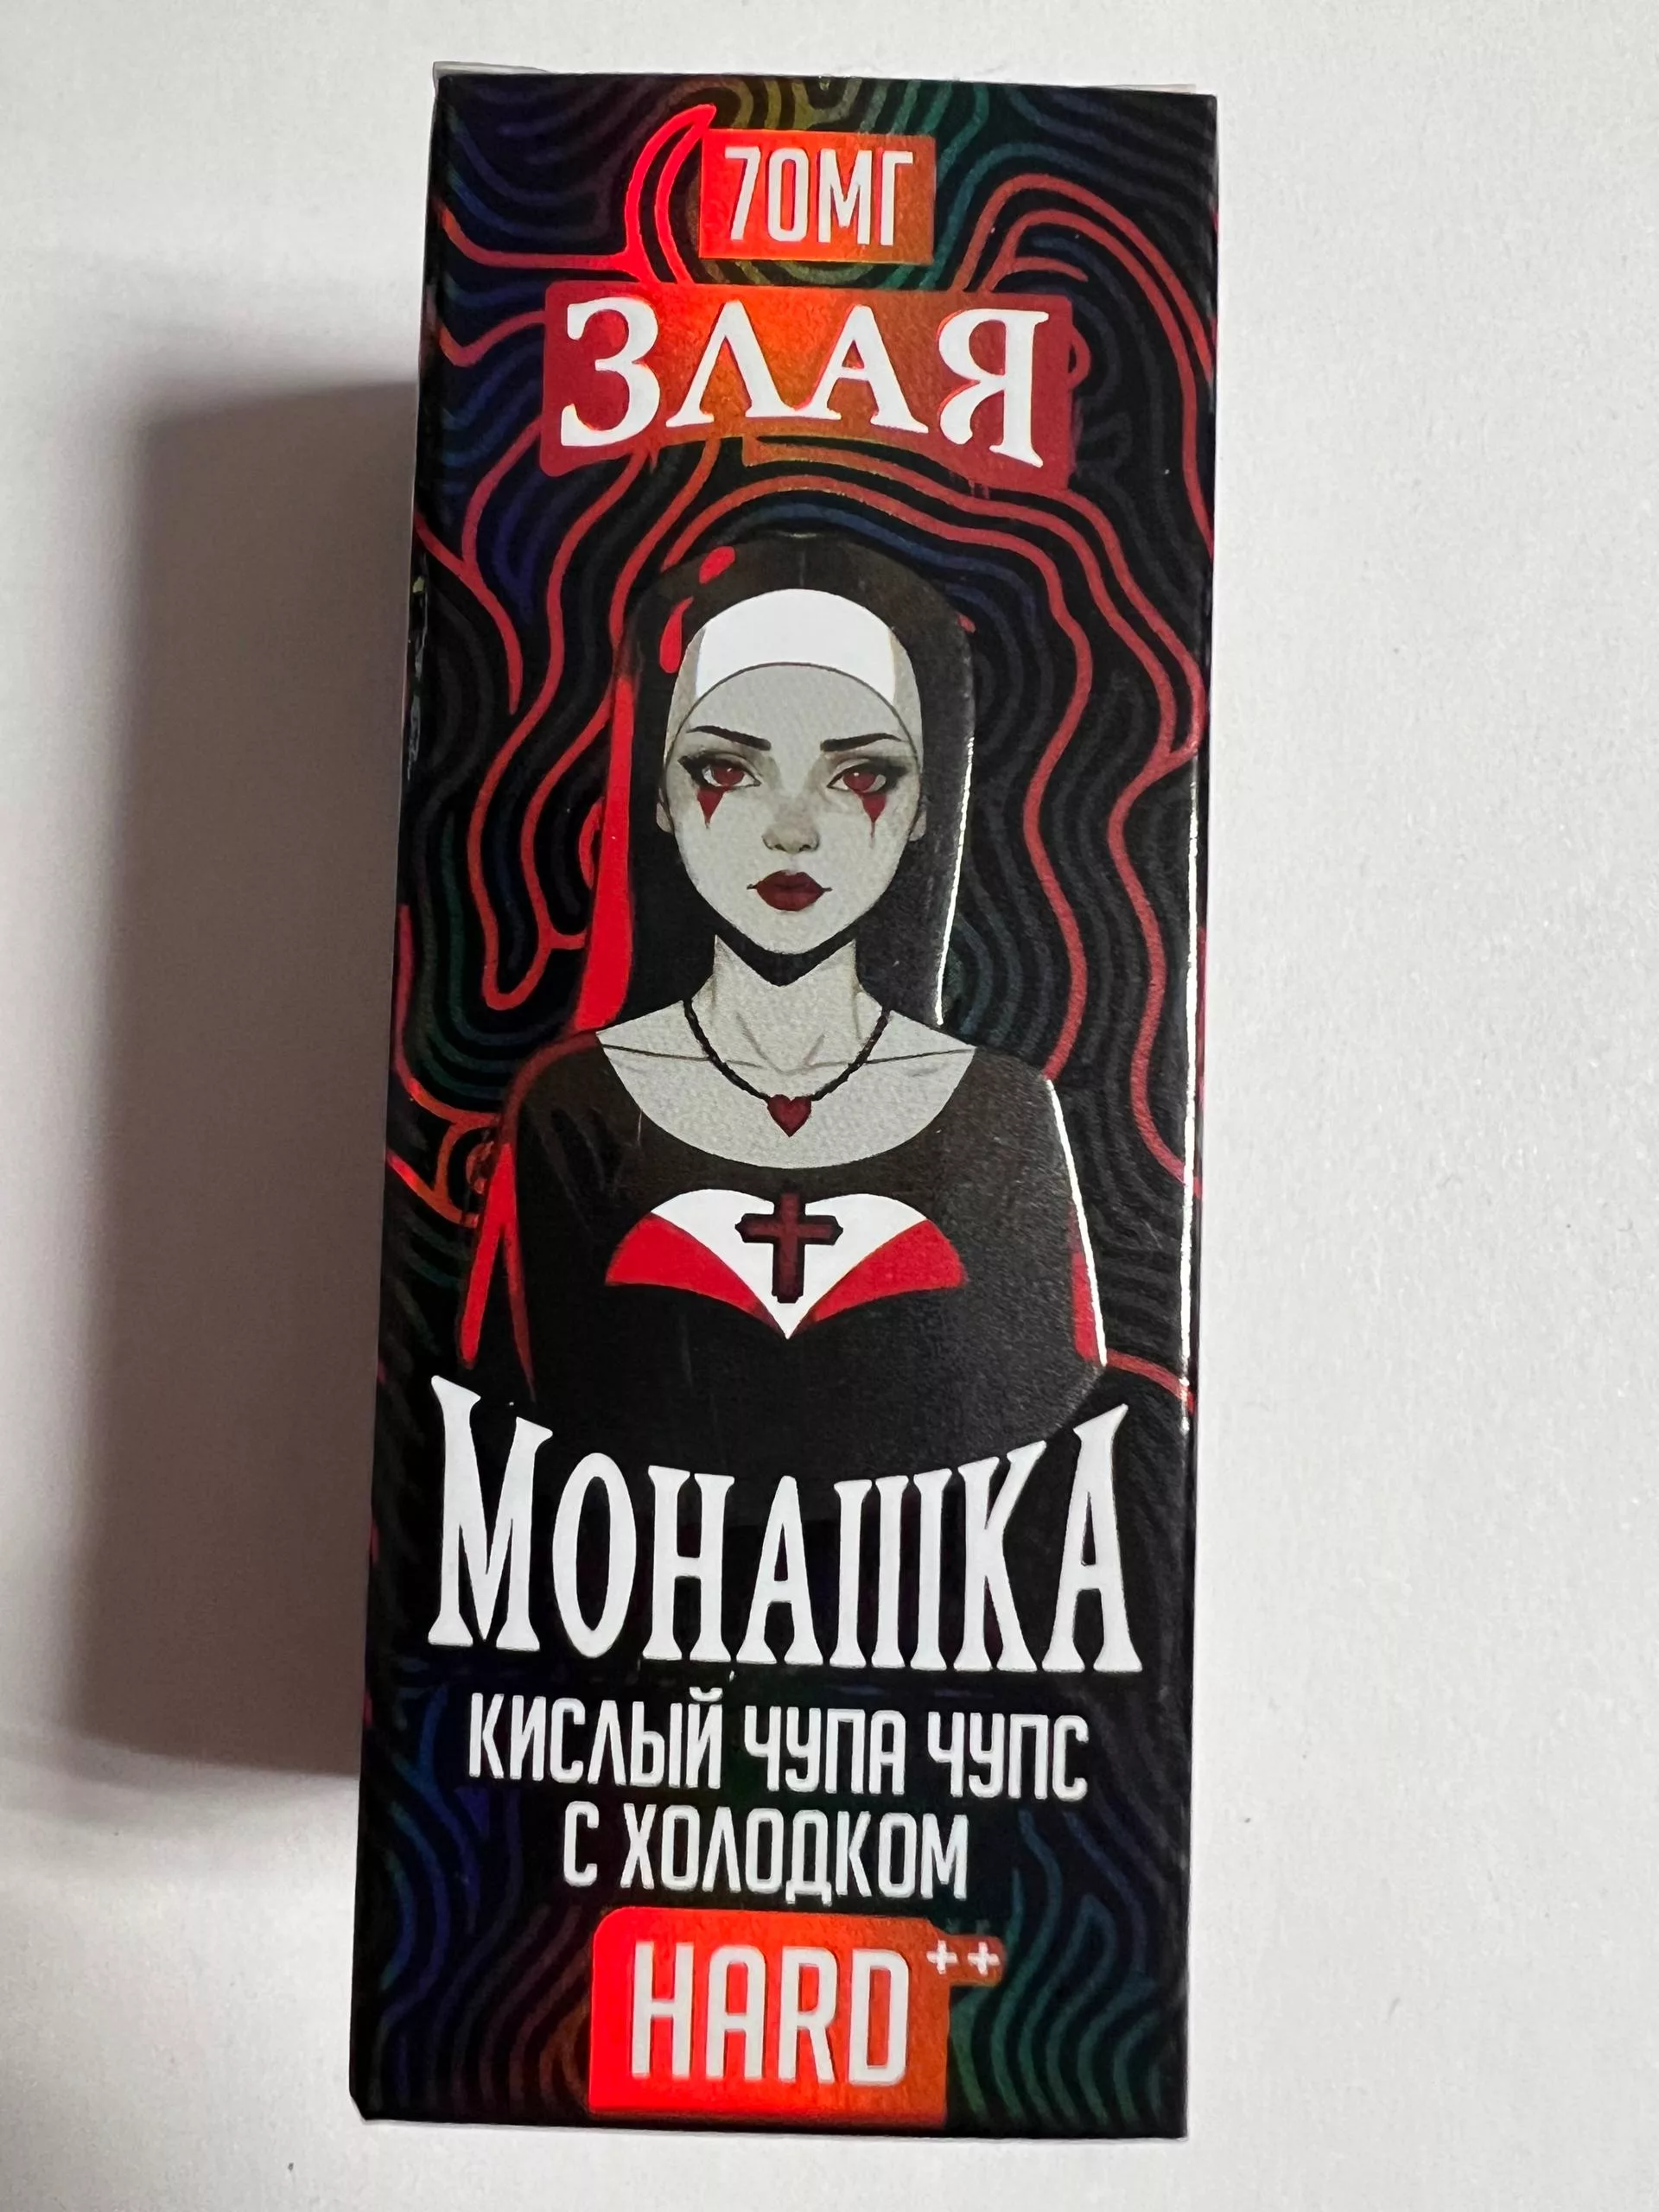 70МГ
ЗЛАЯ
МОНАШКА
КИСЛЫЙ ЧУПА ЧУПС
С ХОЛОДКОМ
HARD++